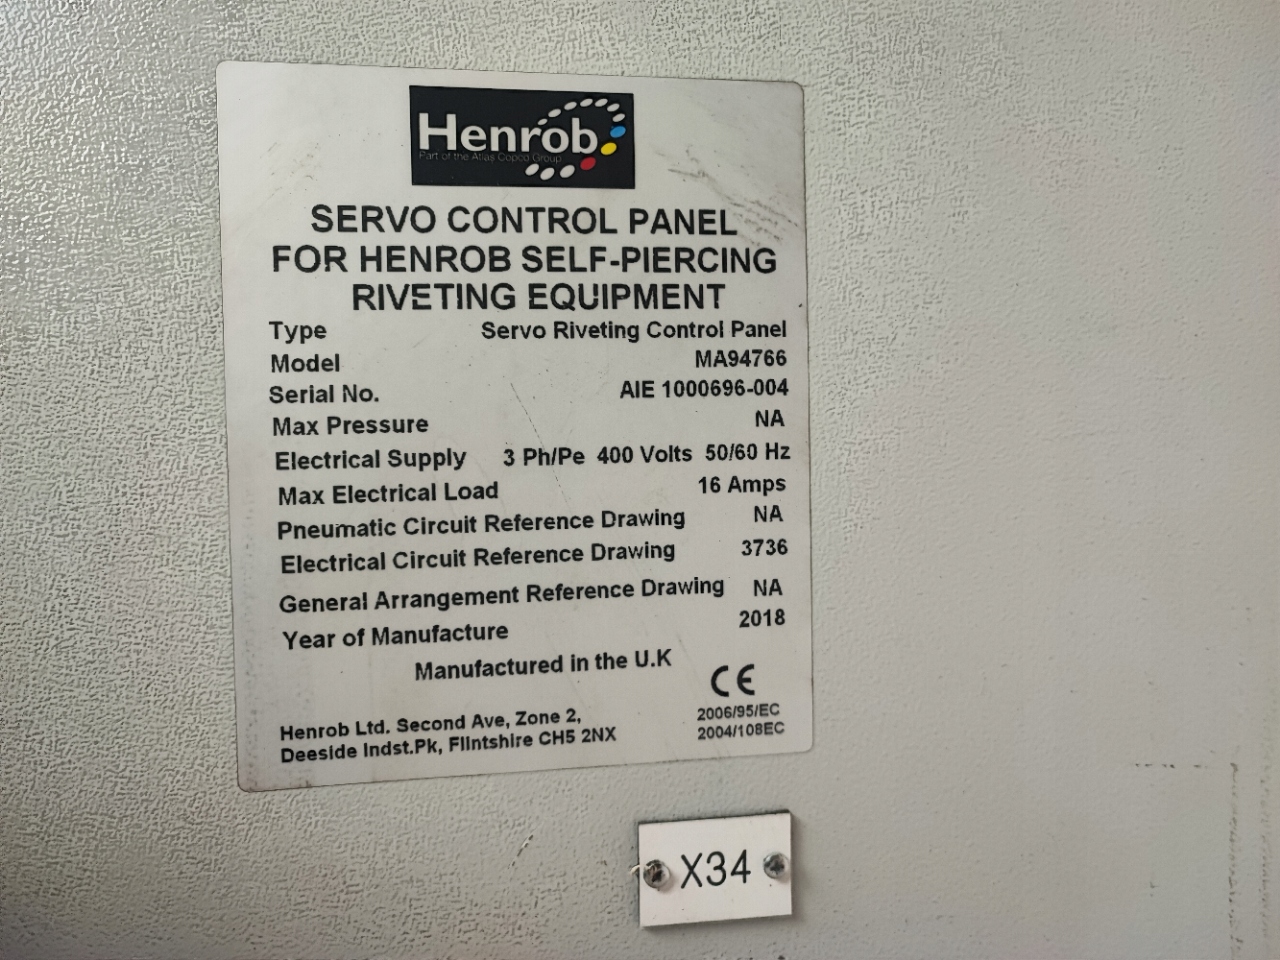 Henrob
Part of the Atlas Copco Group
SERVO CONTROL PANEL
FOR HENROB SELF-PIERCING
RIVETING EQUIPMENT
Type Servo Riveting Control Panel
Model MA94766
Serial No. AIE 1000696-004
Max Pressure NA
Electrical Supply 3 Ph/Pe 400 Volts 50/60 Hz
Max Electrical Load 16 Amps
Pneumatic Circuit Reference Drawing NA
Electrical Circuit Reference Drawing 3736
General Arrangement Reference Drawing NA
Year of Manufacture 2018
Manufactured in the U.K
CE
Henrob Ltd. Second Ave, Zone 2,
Deeside Indst.Pk, Flintshire CH5 2NX
2006/95/EC
2004/108EC
X34